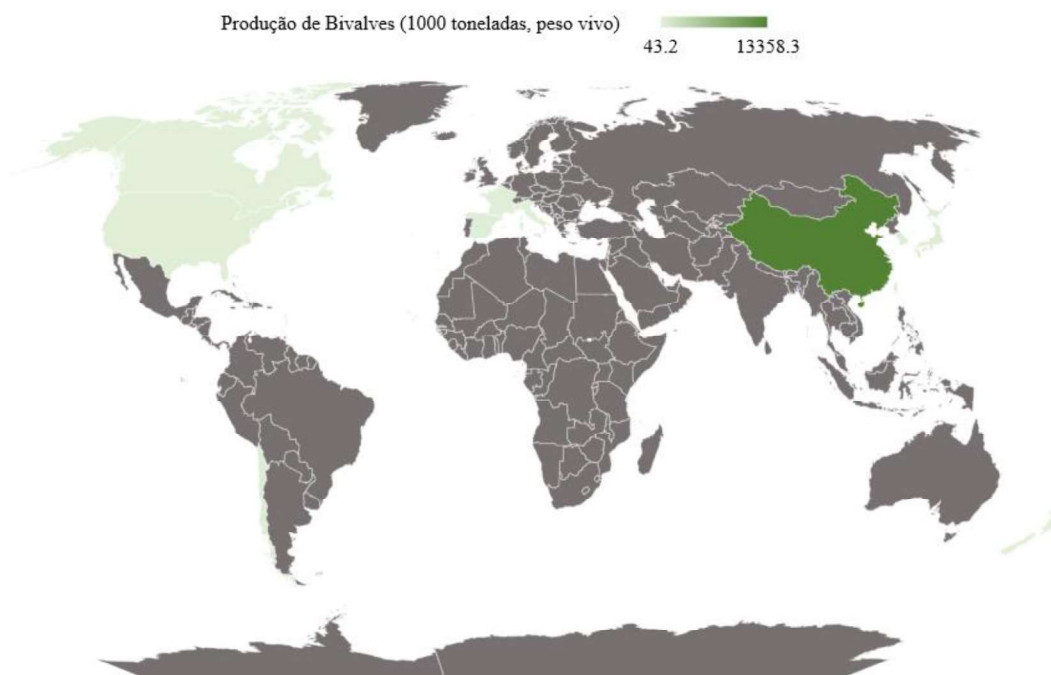 Produção de Bivalves (1000 toneladas, peso vivo)
43.2 13358.3